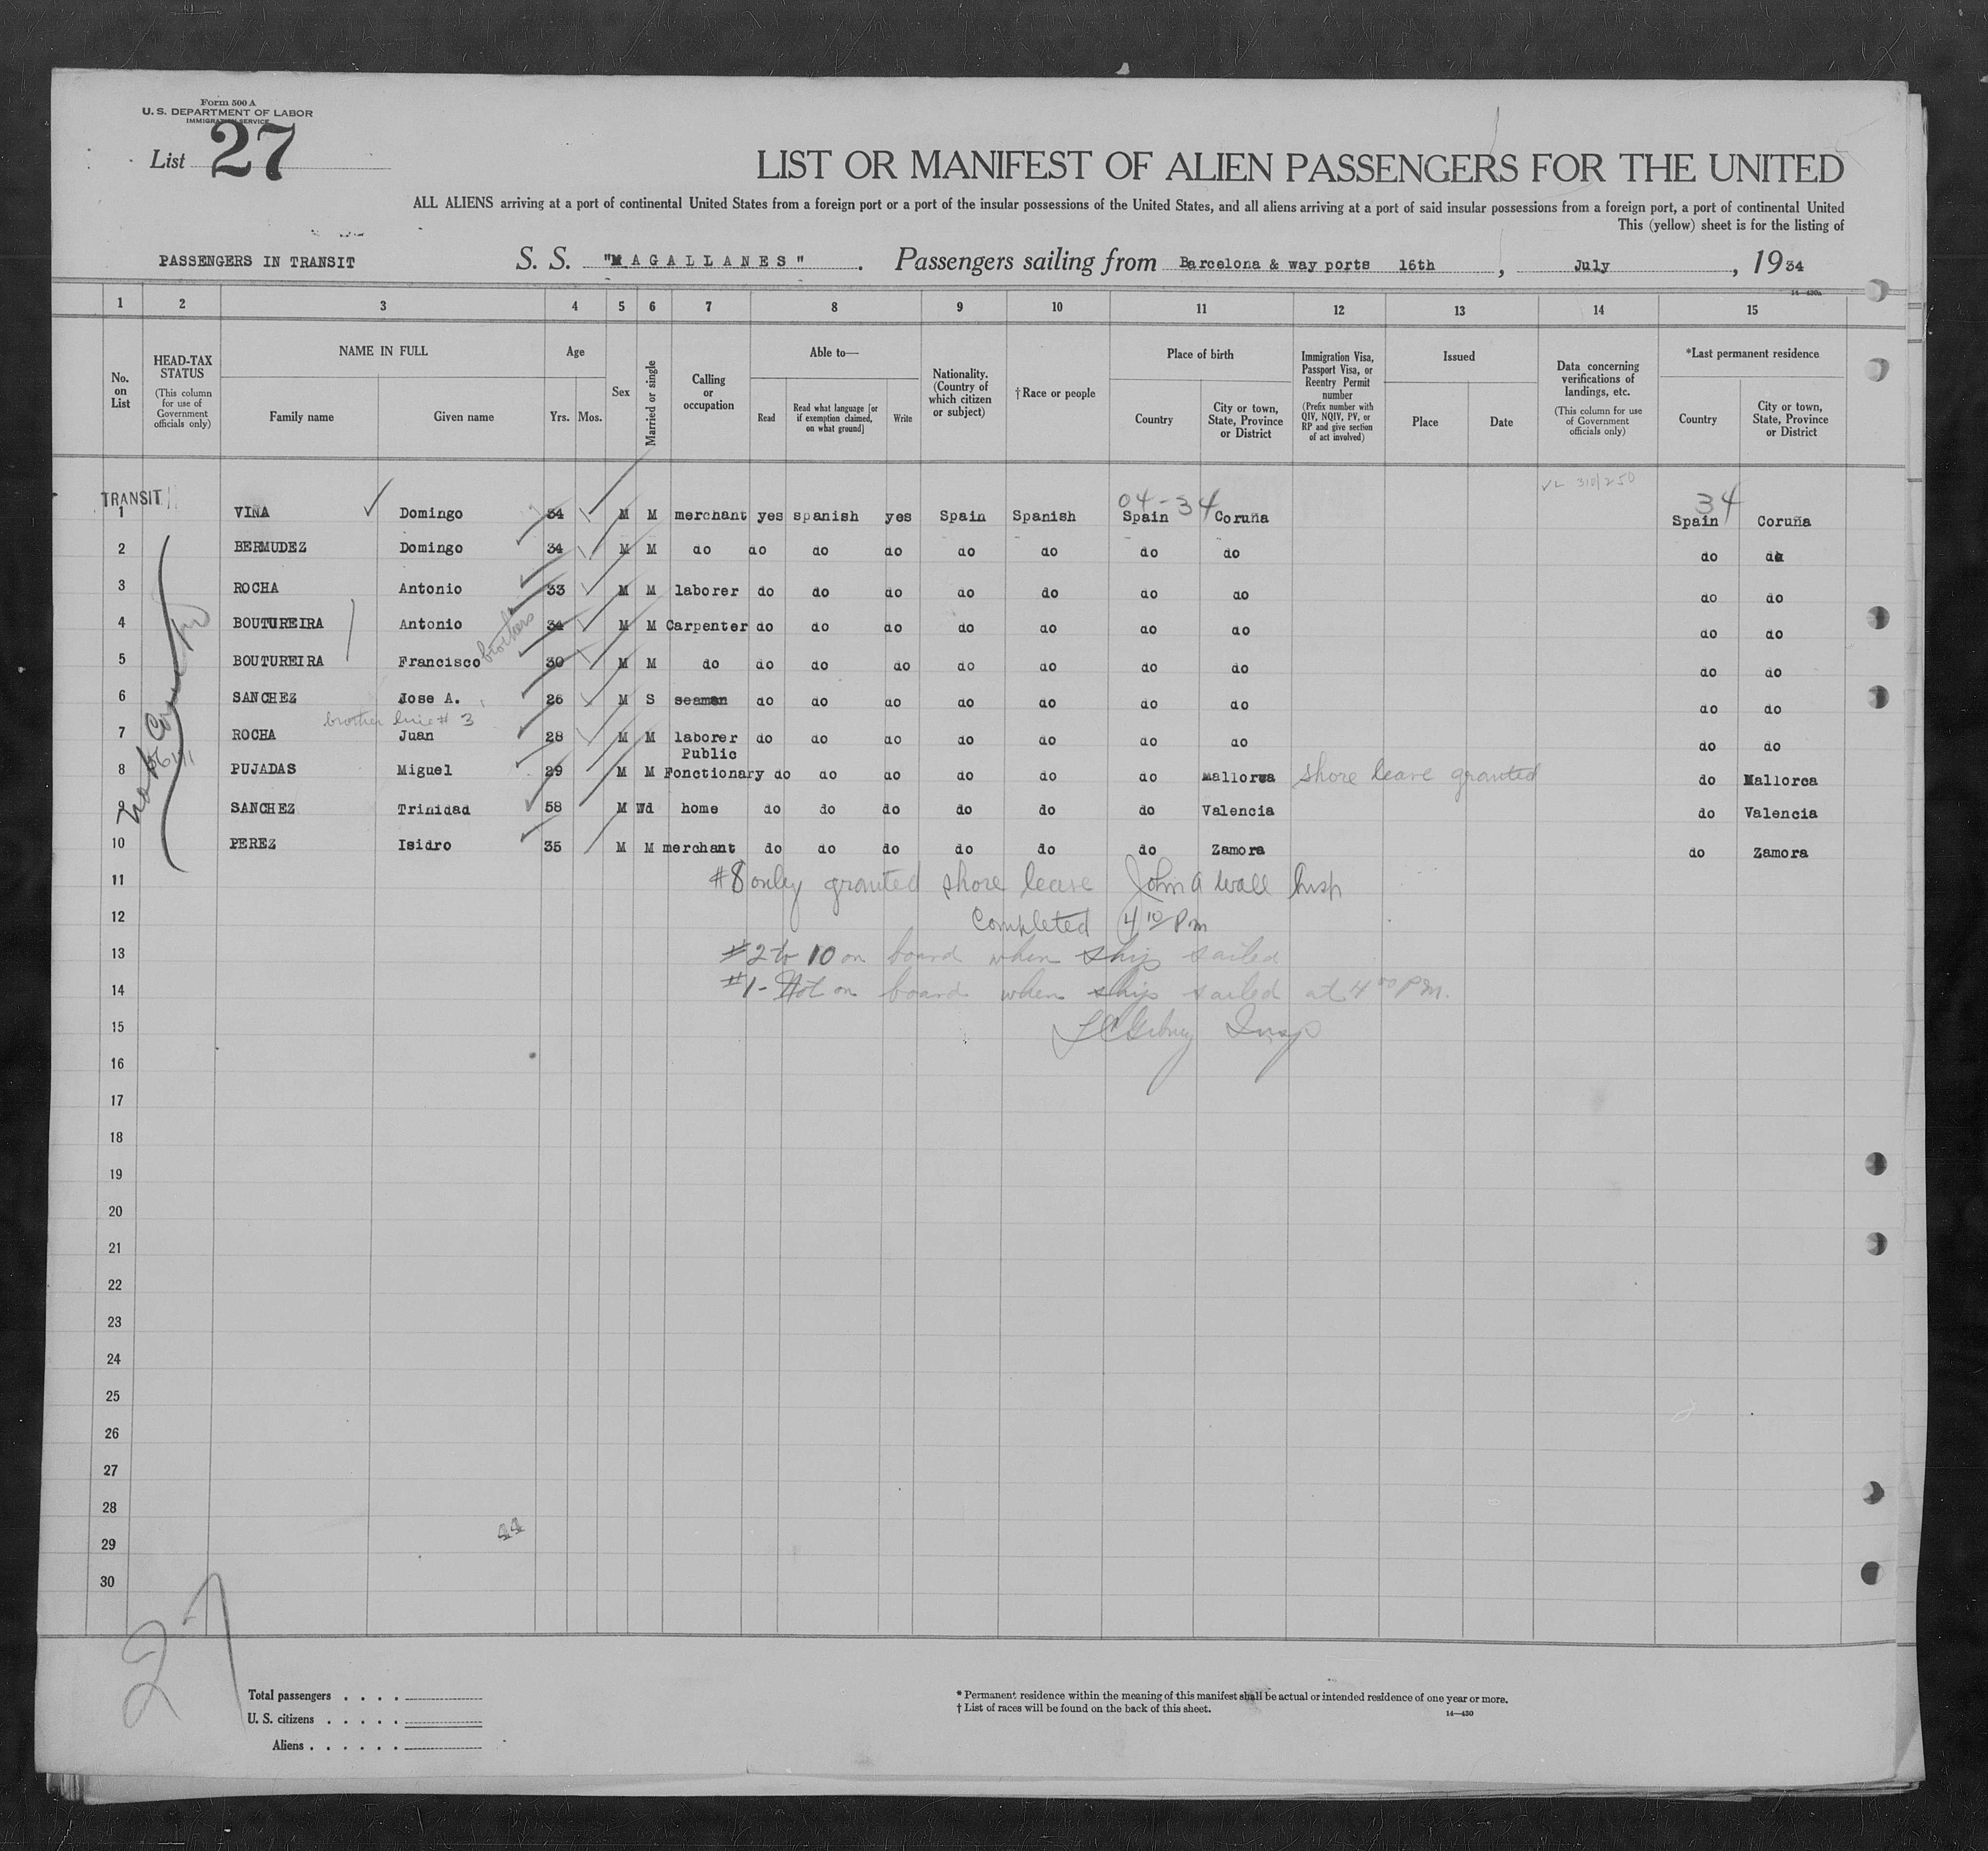 Form 500 A
U. S. DEPARTMENT OF LABOR
IMMIGRATION SERVICE
List 27
LIST OR MANIFEST OF ALIEN PASSENGERS FOR THE UNITED
ALL ALIENS arriving at a port of continental United States from a foreign port or a port of the insular possessions of the United States, and all aliens arriving at a port of said insular possessions from a foreign port, a port of continental United
This (yellow) sheet is for the listing of
PASSENGERS IN TRANSIT S. S. "MAGALLANES". Passengers sailing from Barcelona & way ports 16th, July, 1934
14—430a
1 2 3 4 5 6 7 8 9 10 11 12 13 14 15
No. on List
HEAD-TAX STATUS (This column for use of Government officials only)
NAME IN FULL Family name Given name
Age Yrs. Mos.
Sex
Married or single
Calling or occupation
Able to— Read Read what language [or if exemption claimed, on what ground] Write
Nationality. (Country of which citizen or subject)
†Race or people
Place of birth Country City or town, State, Province or District
Immigration Visa, Passport Visa, or Reentry Permit number (Prefix number with QIV, NQIV, PV, or RP and give section of act involved)
Issued Place Date
Data concerning verifications of landings, etc. (This column for use of Government officials only)
*Last permanent residence Country City or town, State, Province or District
04-34 310/250 34
TRANSIT
1 VIÑA Domingo 34 M M merchant yes spanish yes Spain Spanish Spain Coruña Spain Coruña
2 BERMUDEZ Domingo 34 M M do do do do do do do do do do
3 ROCHA Antonio 33 M M laborer do do do do do do do do do
brothers
4 BOUTUREIRA Antonio 34 M M Carpenter do do do do do do do do do
5 BOUTUREIRA Francisco 30 M M do do do do do do do do do do
6 SANCHEZ Jose A. 26 M S seaman do do do do do do do do do
brother line # 3
7 ROCHA Juan 28 M M laborer do do do do do do do do do
8 PUJADAS Miguel 29 M M Public Fonctionary do do do do do do Mallorca shore leave granted do Mallorca
9 SANCHEZ Trinidad 58 M Wd home do do do do do do Valencia do Valencia
10 PEREZ Isidro 35 M M merchant do do do do do do Zamora do Zamora
11 #8 only granted shore leave John A Wall Insp
12 Completed 4 10 Pm
13 #2 to 10 on board when ship sailed
14 #1 - Not on board when ship sailed at 4 00 PM.
15 Insp
16
17
18
19
20
21
22
23
24
25
26
27
28
44
29
30
27
Total passengers . . . .
U. S. citizens . . . . .
Aliens . . . . . .
* Permanent residence within the meaning of this manifest shall be actual or intended residence of one year or more.
† List of races will be found on the back of this sheet.
14—430